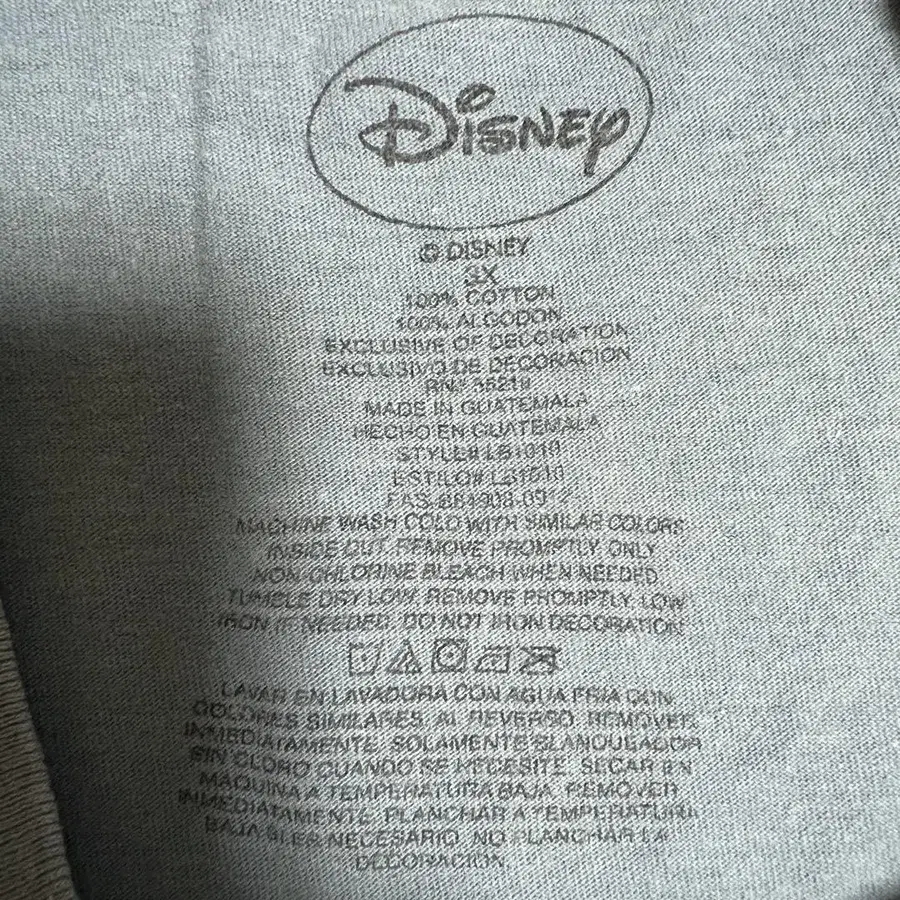 DISNEY
© DISNEY
3X
100% COTTON
100% ALGODON
EXCLUSIVE OF DECORATION
EXCLUSIVO DE DECORACION
RN
MADE IN GUATEMALA
HECHO EN GUATEMALA
STYLE#
ESTILO#
MACHINE WASH COLD WITH SIMILAR COLORS
INSIDE OUT. REMOVE PROMPTLY. ONLY
NON-CHLORINE BLEACH WHEN NEEDED.
TUMBLE DRY LOW. REMOVE PROMPTLY. LOW
IRON IF NEEDED. DO NOT IRON DECORATION
LAVAR EN LAVADORA CON AGUA FRIA CON
COLORES SIMILARES. AL REVERSO. REMOVER
INMEDIATAMENTE. SOLAMENTE BLANQUEADOR
SIN CLORO CUANDO SE NECESITE. SECAR EN
MAQUINA A TEMPERATURA BAJA. REMOVER
INMEDIATAMENTE. PLANCHAR A TEMPERATURA
BAJA NECESARIO. NO PLANCHAR LA
DECORACION.